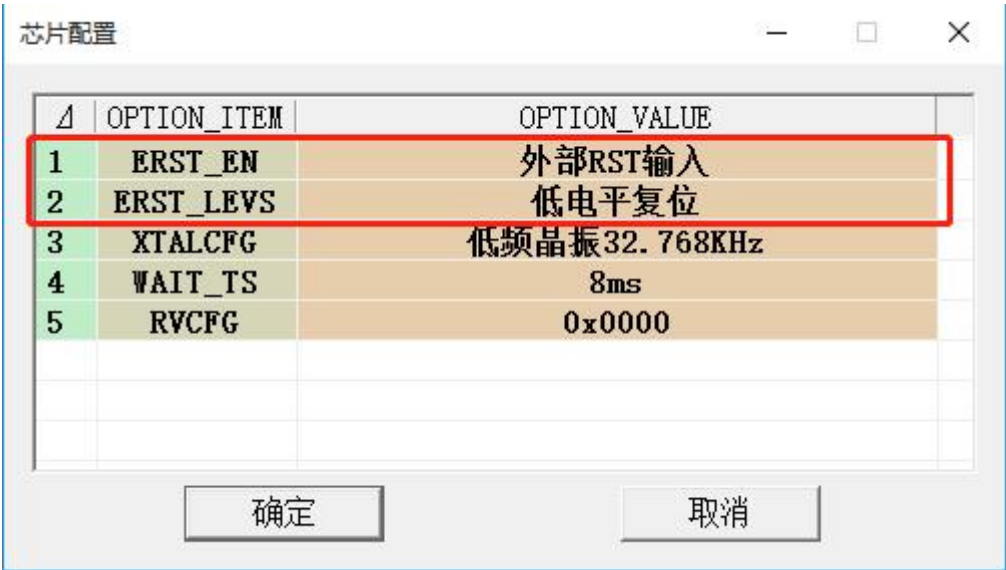 芯片配置
OPTION_ITEM OPTION_VALUE
1 ERST_EN 外部RST输入
2 ERST_LEVS 低电平复位
3 XTALCFG 低频晶振32.768KHz
4 WAIT_TS 8ms
5 RVCFG 0x0000
确定 取消